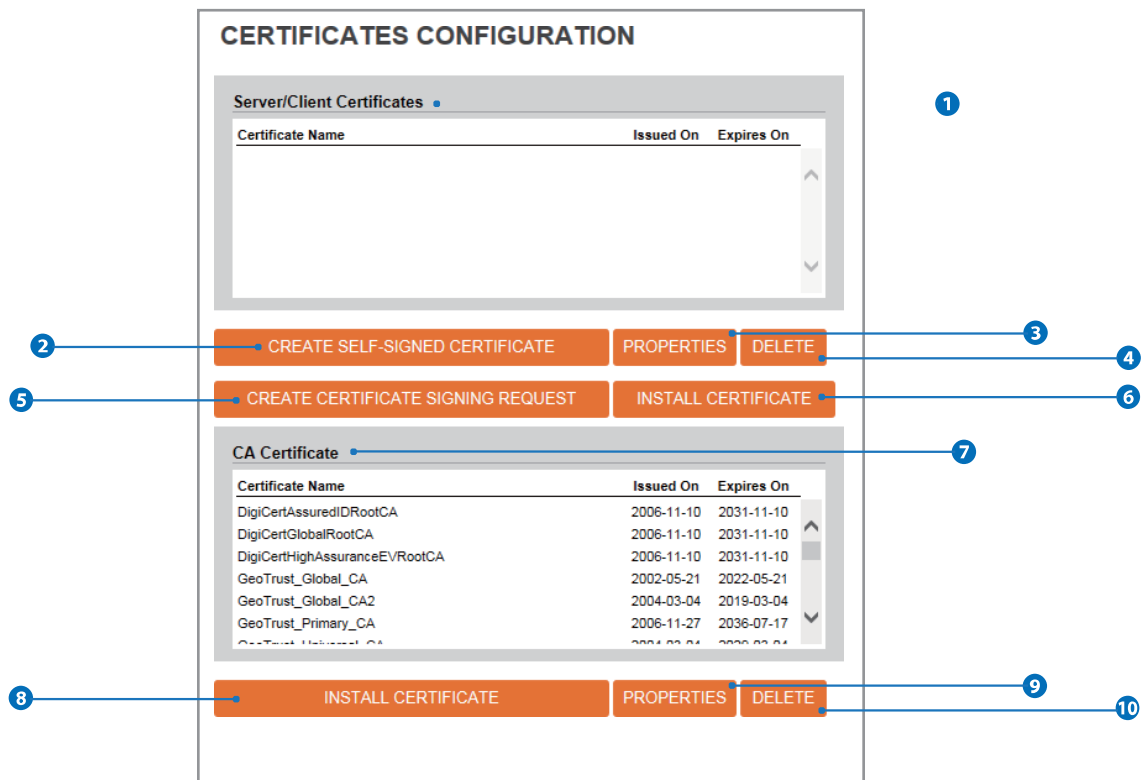 CERTIFICATES CONFIGURATION
Server/Client Certificates
1
Certificate Name Issued On Expires On
2 CREATE SELF-SIGNED CERTIFICATE PROPERTIES DELETE 3
4
5 CREATE CERTIFICATE SIGNING REQUEST INSTALL CERTIFICATE 6
CA Certificate 7
Certificate Name Issued On Expires On
DigiCertAssuredIDRootCA 2006-11-10 2031-11-10
DigiCertGlobalRootCA 2006-11-10 2031-11-10
DigiCertHighAssuranceEVRootCA 2006-11-10 2031-11-10
GeoTrust_Global_CA 2002-05-21 2022-05-21
GeoTrust_Global_CA2 2004-03-04 2019-03-04
GeoTrust_Primary_CA 2006-11-27 2036-07-17
8 INSTALL CERTIFICATE PROPERTIES DELETE 9
10